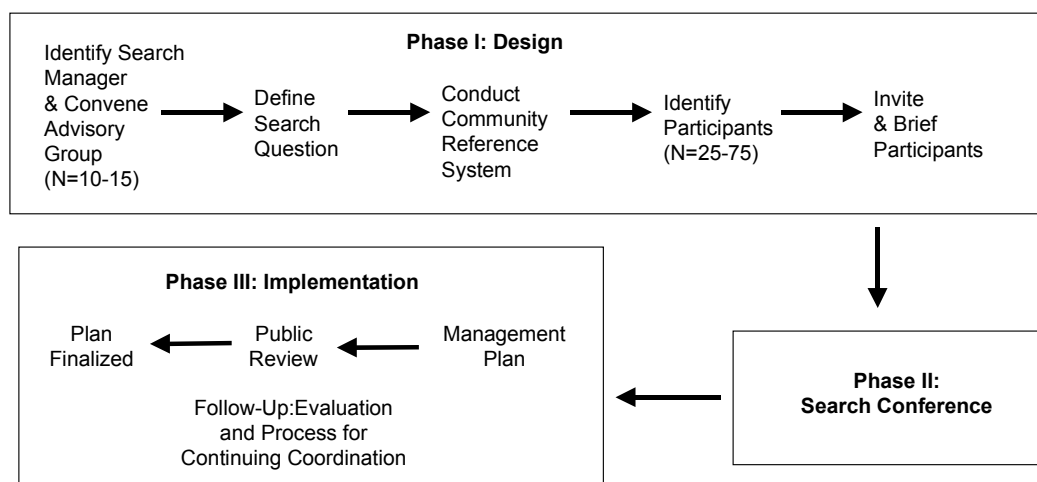 Phase I: Design
Identify Search
Manager
& Convene
Advisory
Group
(N=10-15)
Define
Search
Question
Conduct
Community
Reference
System
Identify
Participants
(N=25-75)
Invite
& Brief
Participants
Phase II:
Search Conference
Phase III: Implementation
Management
Plan
Public
Review
Plan
Finalized
Follow-Up:Evaluation
and Process for
Continuing Coordination